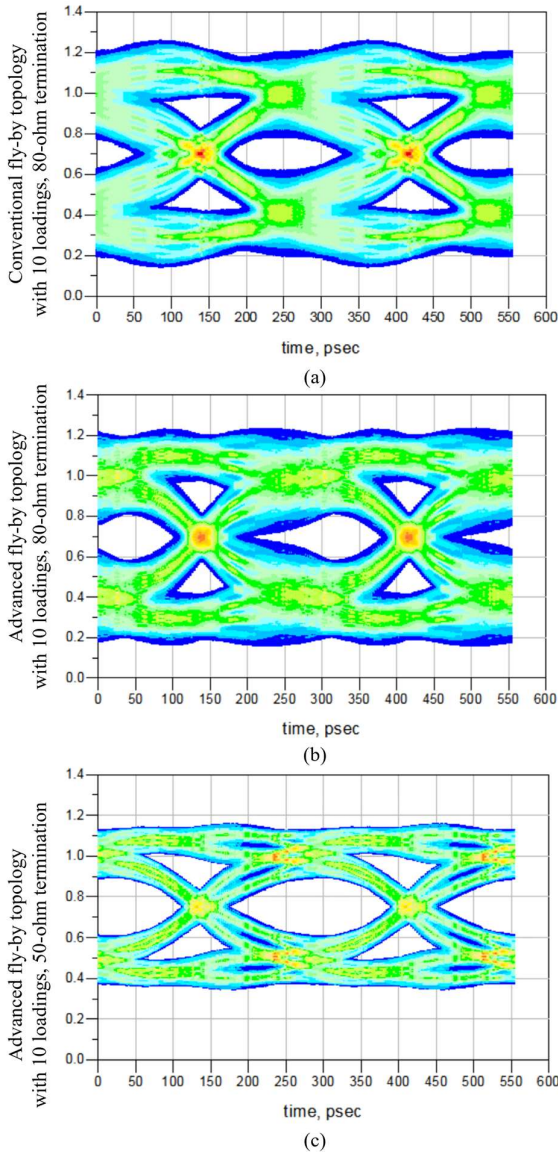 Conventional fly-by topology
with 10 loadings, 80-ohm termination
1.4
1.2
1.0
0.8
0.6
0.4
0.2
0.0
0 50 100 150 200 250 300 350 400 450 500 550 600
time, psec
(a)
Advanced fly-by topology
with 10 loadings, 80-ohm termination
1.4
1.2
1.0
0.8
0.6
0.4
0.2
0.0
0 50 100 150 200 250 300 350 400 450 500 550 600
time, psec
(b)
Advanced fly-by topology
with 10 loadings, 50-ohm termination
1.4
1.2
1.0
0.8
0.6
0.4
0.2
0.0
0 50 100 150 200 250 300 350 400 450 500 550 600
time, psec
(c)